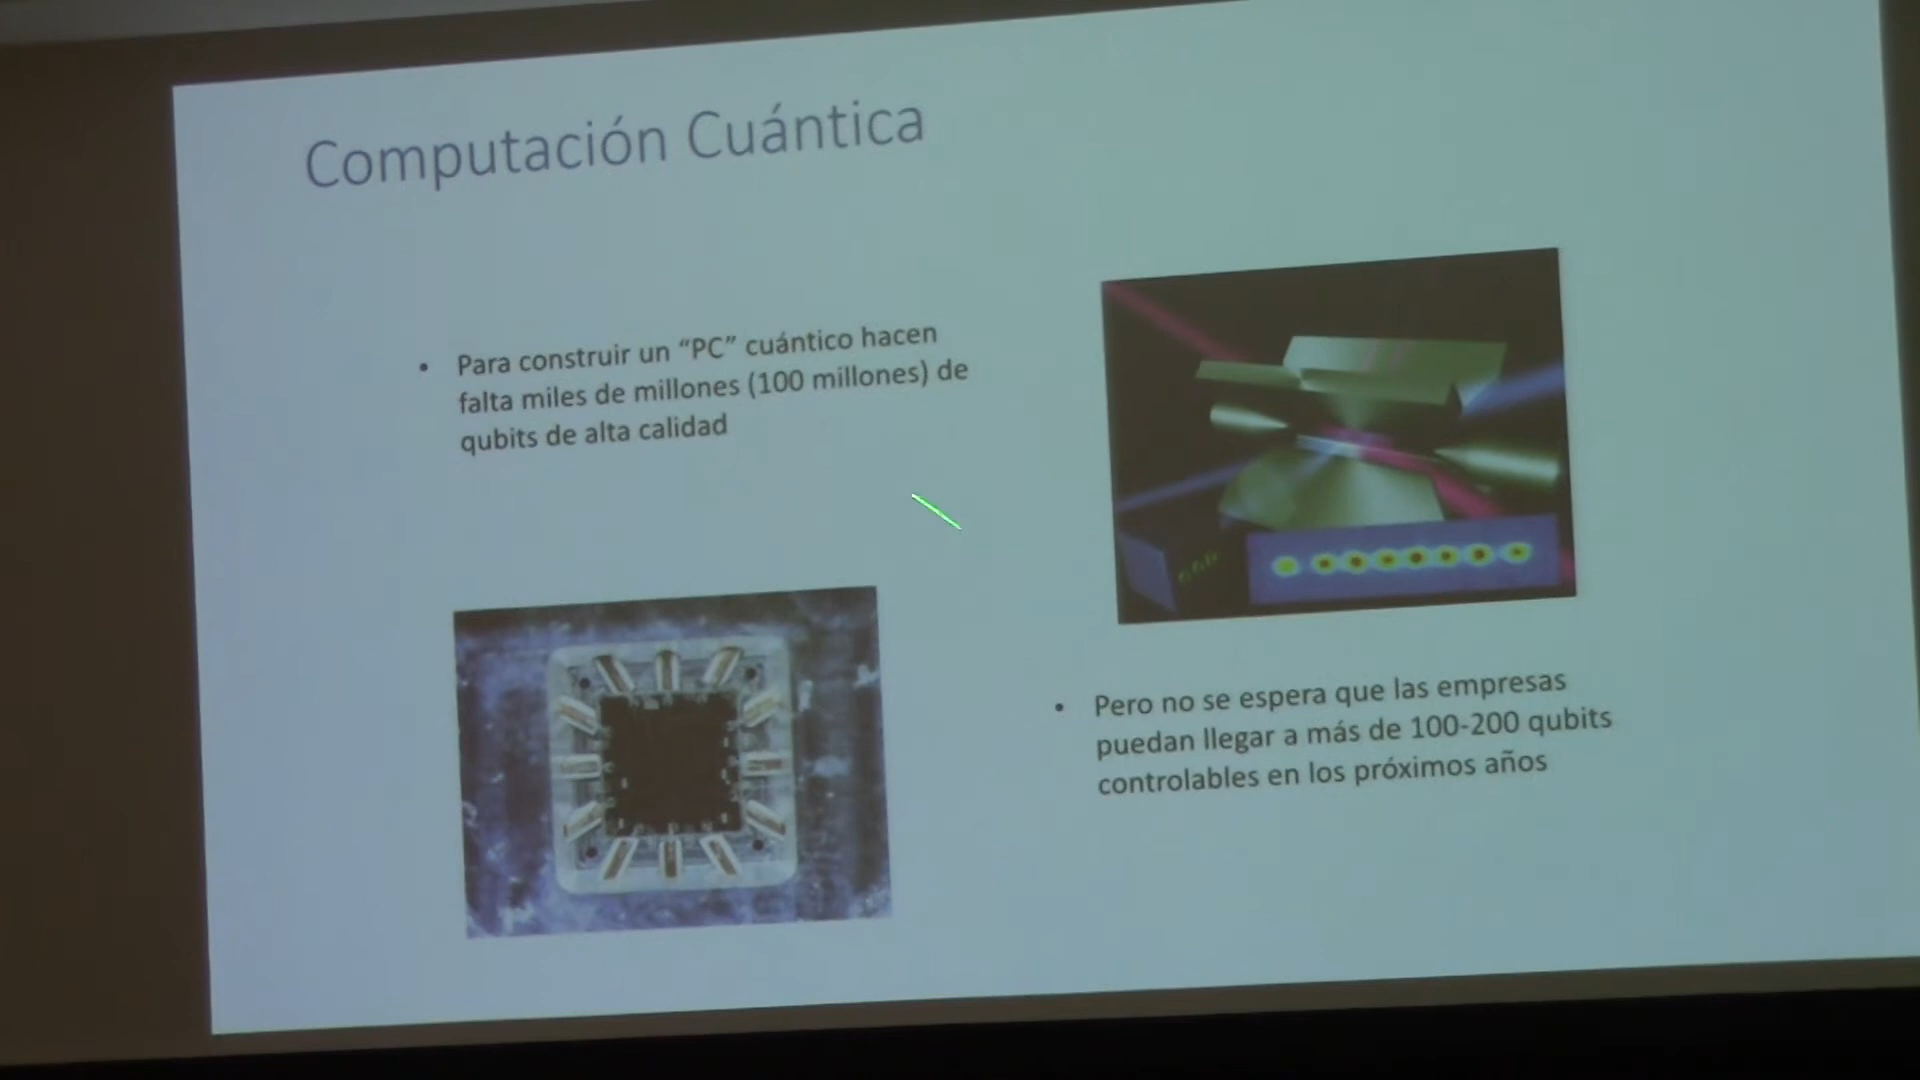 Computación Cuántica
• Para construir un “PC” cuántico hacen
falta miles de millones (100 millones) de
qubits de alta calidad
• Pero no se espera que las empresas
puedan llegar a más de 100-200 qubits
controlables en los próximos años